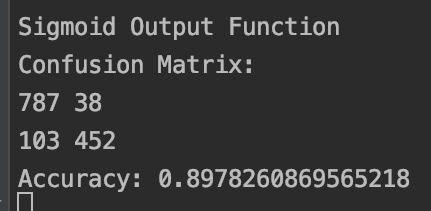 Sigmoid Output Function
Confusion Matrix:
787 38
103 452
Accuracy: 0.8978260869565218